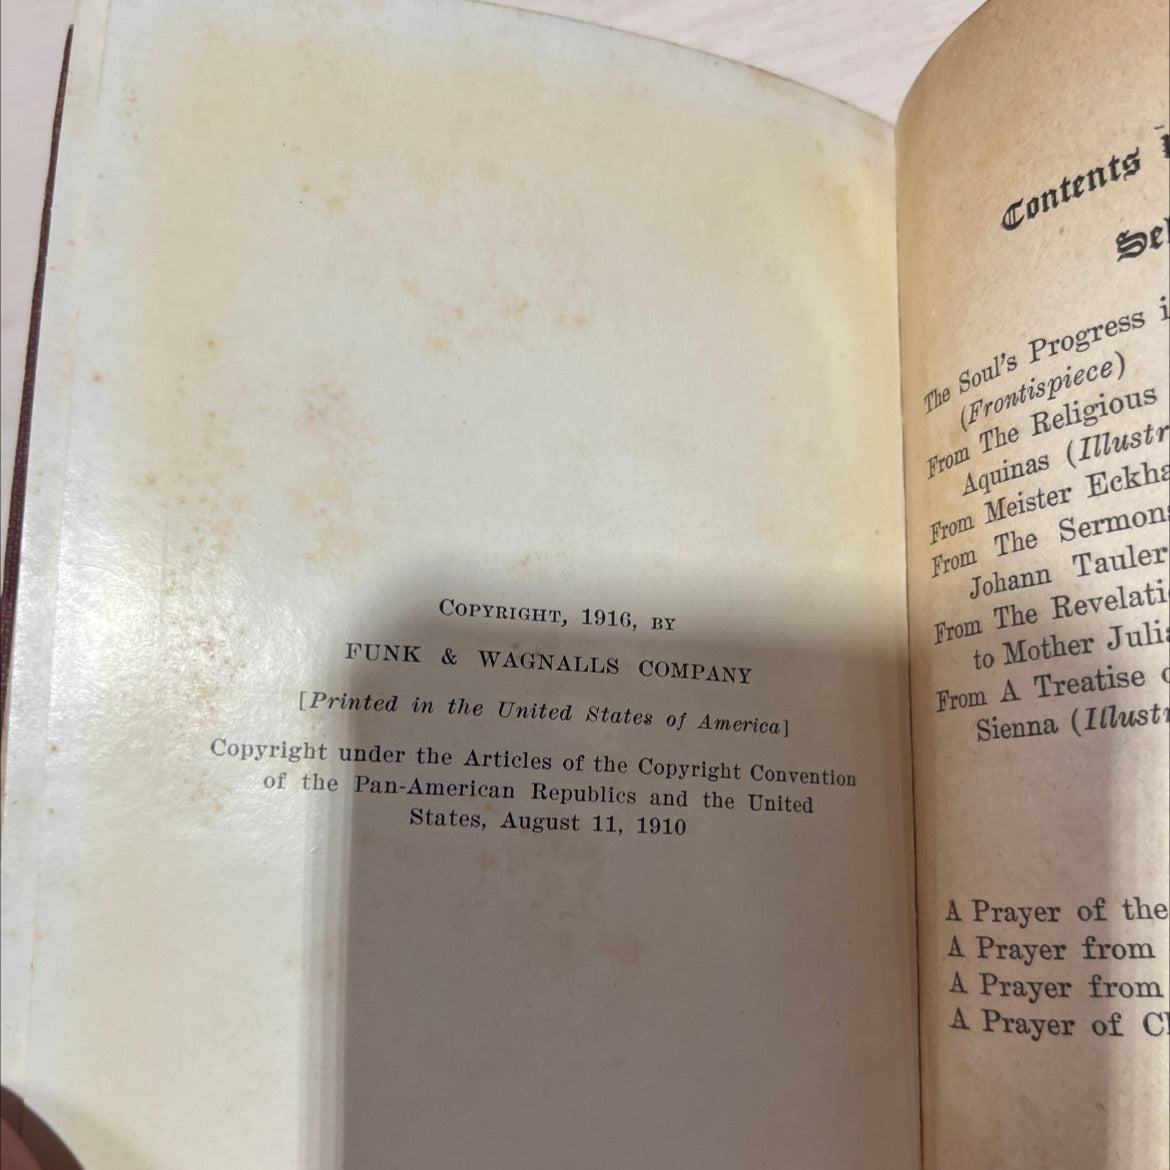 COPYRIGHT, 1916, BY
FUNK & WAGNALLS COMPANY
[Printed in the United States of America]
Copyright under the Articles of the Copyright Convention
of the Pan-American Republics and the United
States, August 11, 1910
Contents
The Soul's Progress
(Frontispiece)
From The Religious
Aquinas (Illustr
From Meister Eckha
From The Sermons
Johann Tauler
From The Revelati
to Mother Julia
From A Treatise o
Sienna (Illustr
A Prayer of the
A Prayer from
A Prayer from
A Prayer of